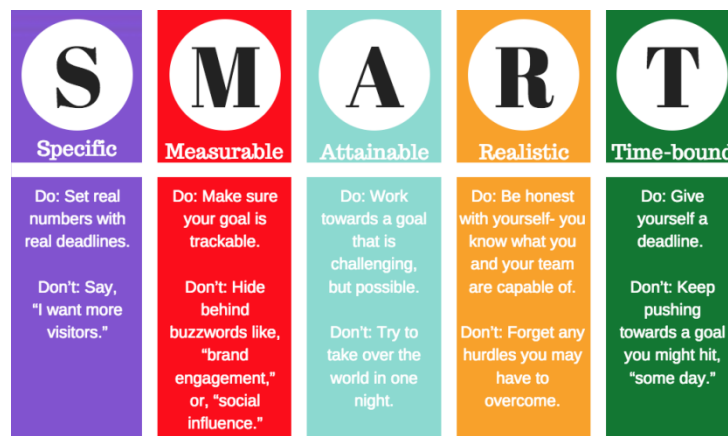 S
Specific
Do: Set real
numbers with
real deadlines.
Don't: Say,
“I want more
visitors.”
M
Measurable
Do: Make sure
your goal is
trackable.
Don't: Hide
behind
buzzwords like,
“brand
engagement,”
or, “social
influence.”
A
Attainable
Do: Work
towards a goal
that is
challenging,
but possible.
Don't: Try to
take over the
world in one
night.
R
Realistic
Do: Be honest
with yourself- you
know what you
and your team
are capable of.
Don't: Forget any
hurdles you may
have to
overcome.
T
Time-bound
Do: Give
yourself a
deadline.
Don't: Keep
pushing
towards a goal
you might hit,
“some day.”